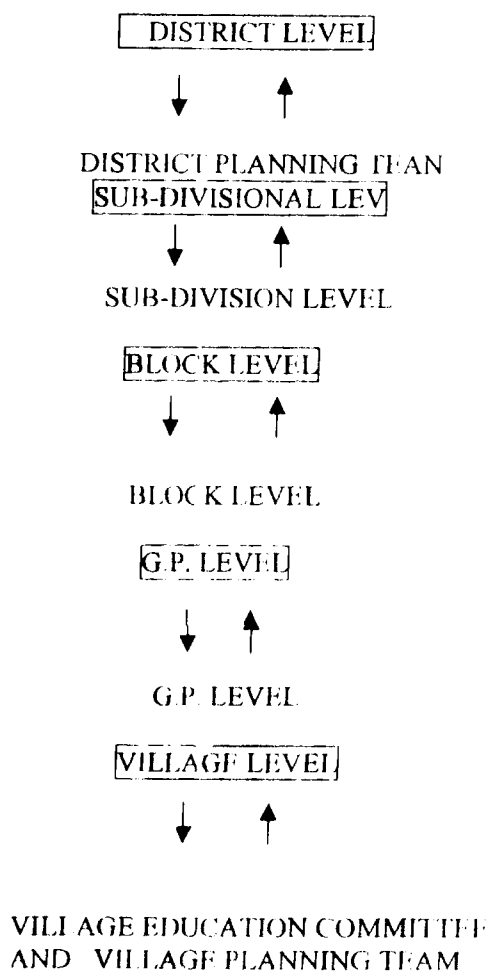 DISTRICT LEVEL
DISTRICT PLANNING TEAN
SUB-DIVISIONAL LEV
SUB-DIVISION LEVEL
BLOCK LEVEL
BLOCK LEVEL
G.P. LEVEL
G.P. LEVEL
VILLAGE LEVEL
VILLAGE EDUCATION COMMITTEE
AND VILLAGE PLANNING TEAM